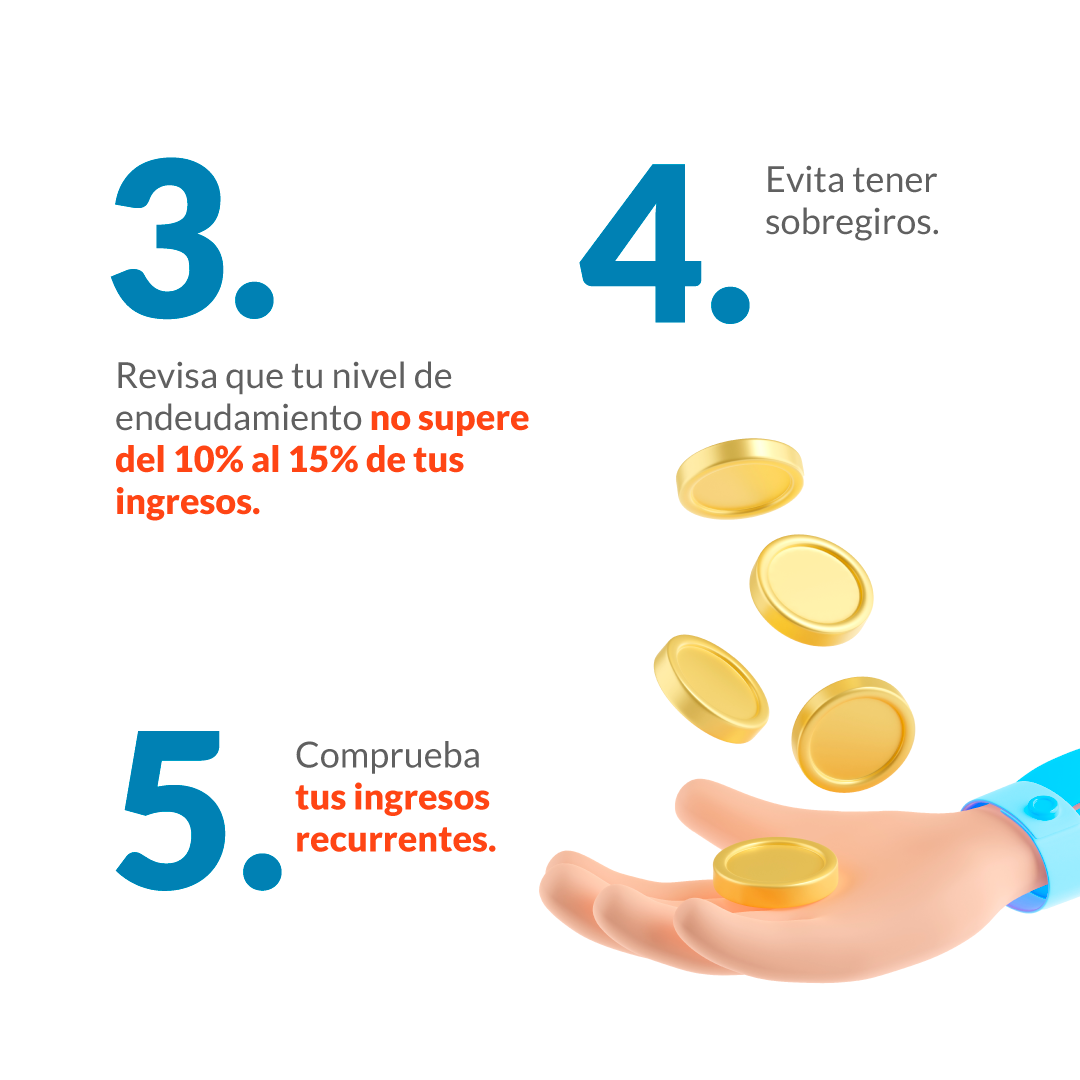 3.
Revisa que tu nivel de
endeudamiento no supere
del 10% al 15% de tus
ingresos.
4.
Evita tener
sobregiros.
5.
Comprueba
tus ingresos
recurrentes.